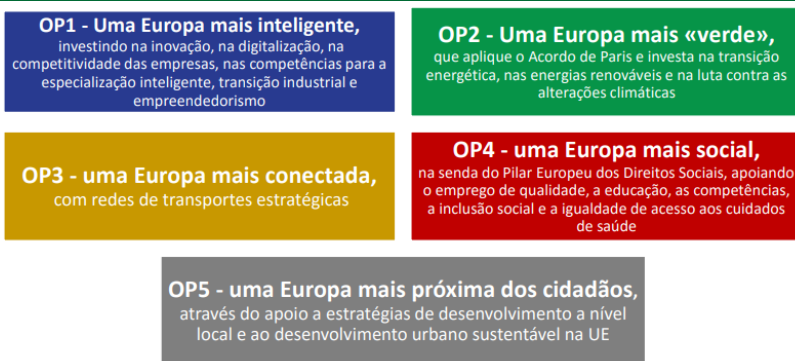 OP1 - Uma Europa mais inteligente,
investindo na inovação, na digitalização, na
competitividade das empresas, nas competências para a
especialização inteligente, transição industrial e
empreendedorismo
OP2 - Uma Europa mais «verde»,
que aplique o Acordo de Paris e invista na transição
energética, nas energias renováveis e na luta contra as
alterações climáticas
OP3 - uma Europa mais conectada,
com redes de transportes estratégicas
OP4 - uma Europa mais social,
na senda do Pilar Europeu dos Direitos Sociais, apoiando
o emprego de qualidade, a educação, as competências,
a inclusão social e a igualdade de acesso aos cuidados
de saúde
OP5 - uma Europa mais próxima dos cidadãos,
através do apoio a estratégias de desenvolvimento a nível
local e ao desenvolvimento urbano sustentável na UE